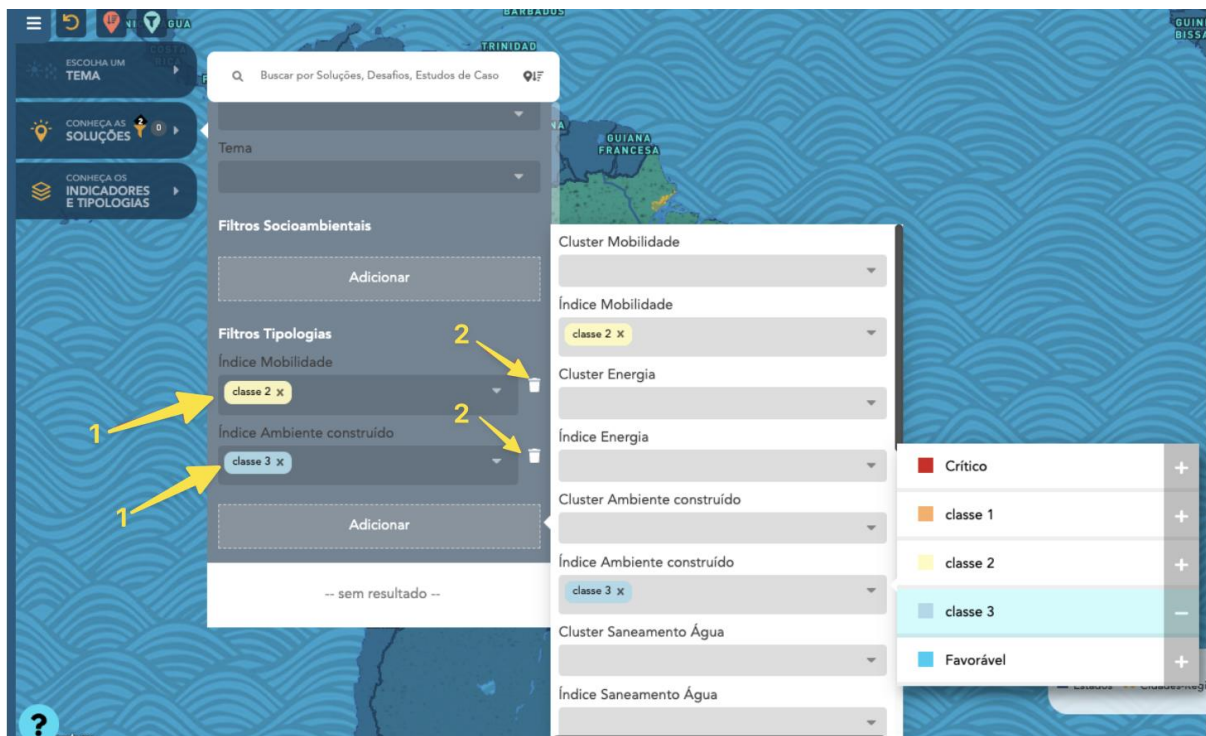 BARBADOS
GUA
TRINIDAD
ESCOLHA UM
TEMA
Buscar por Soluções, Desafios, Estudos de Caso
CONHEÇA AS
SOLUÇÕES
2
0
GUIANA
FRANCESA
Tema
CONHEÇA OS
INDICADORES
E TIPOLOGIAS
Filtros Socioambientais
Adicionar
Filtros Tipologias
Índice Mobilidade
classe 2 x
Índice Ambiente construído
classe 3 x
1
1
2
2
Adicionar
-- sem resultado --
Cluster Mobilidade
Índice Mobilidade
classe 2 x
Cluster Energia
Índice Energia
Cluster Ambiente construído
Índice Ambiente construído
classe 3 x
Cluster Saneamento Água
Índice Saneamento Água
Crítico +
classe 1 +
classe 2 +
classe 3 −
Favorável +
?